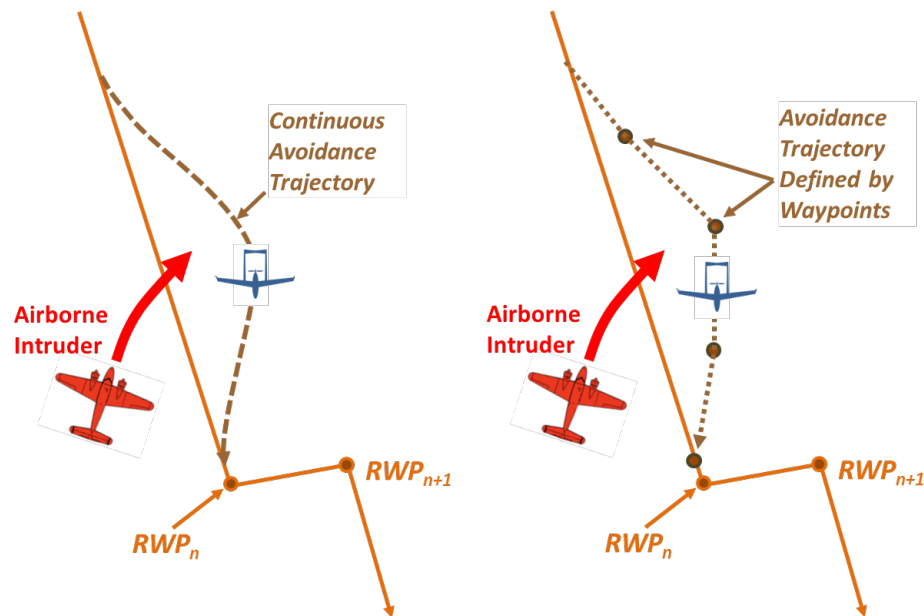 Continuous
Avoidance
Trajectory
Airborne
Intruder
RWPn
RWPn+1
Avoidance
Trajectory
Defined by
Waypoints
Airborne
Intruder
RWPn
RWPn+1